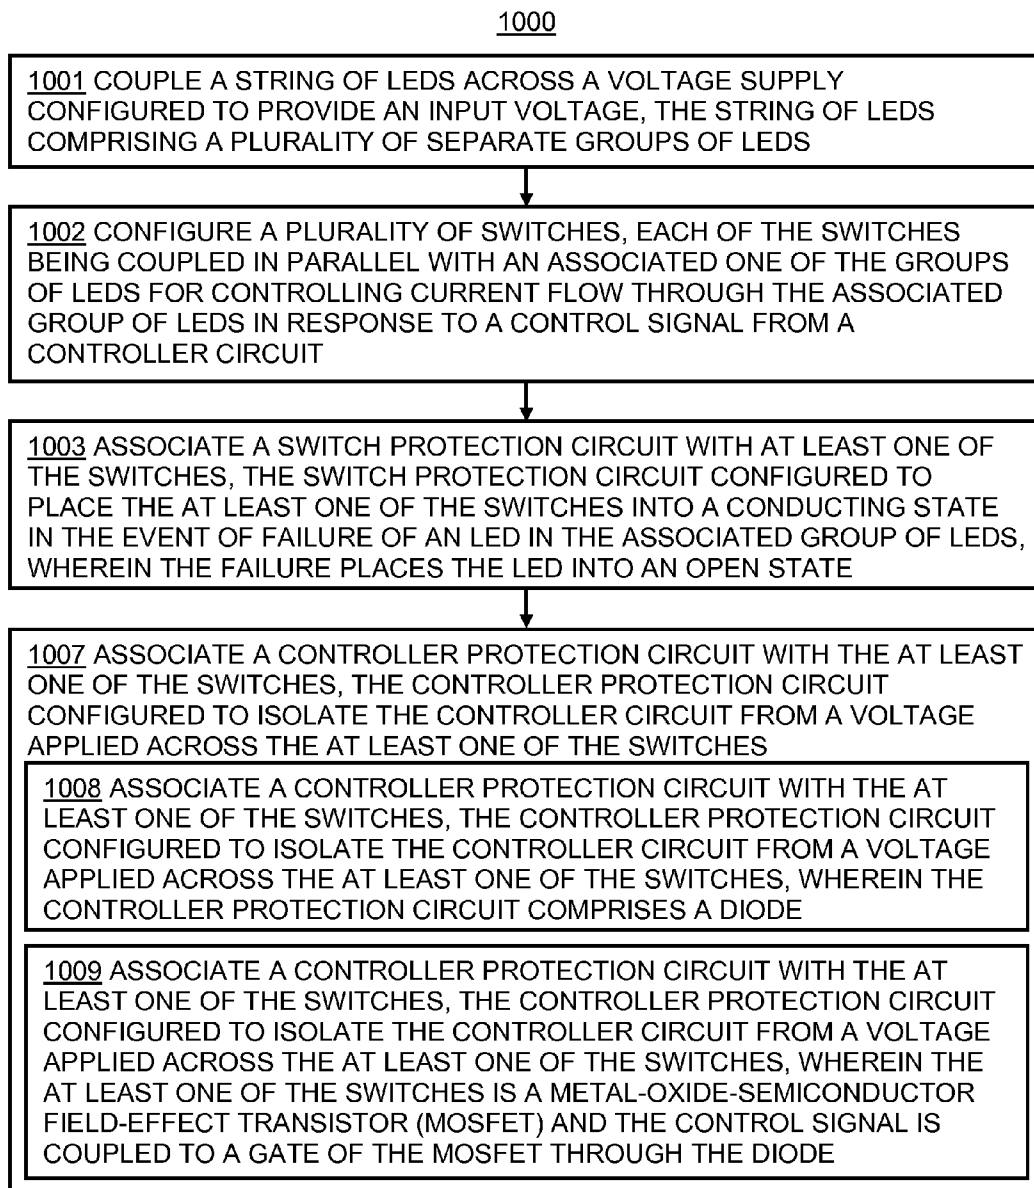 1000
1001 COUPLE A STRING OF LEDS ACROSS A VOLTAGE SUPPLY
CONFIGURED TO PROVIDE AN INPUT VOLTAGE, THE STRING OF LEDS
COMPRISING A PLURALITY OF SEPARATE GROUPS OF LEDS
1002 CONFIGURE A PLURALITY OF SWITCHES, EACH OF THE SWITCHES
BEING COUPLED IN PARALLEL WITH AN ASSOCIATED ONE OF THE GROUPS
OF LEDS FOR CONTROLLING CURRENT FLOW THROUGH THE ASSOCIATED
GROUP OF LEDS IN RESPONSE TO A CONTROL SIGNAL FROM A
CONTROLLER CIRCUIT
1003 ASSOCIATE A SWITCH PROTECTION CIRCUIT WITH AT LEAST ONE OF
THE SWITCHES, THE SWITCH PROTECTION CIRCUIT CONFIGURED TO
PLACE THE AT LEAST ONE OF THE SWITCHES INTO A CONDUCTING STATE
IN THE EVENT OF FAILURE OF AN LED IN THE ASSOCIATED GROUP OF LEDS,
WHEREIN THE FAILURE PLACES THE LED INTO AN OPEN STATE
1007 ASSOCIATE A CONTROLLER PROTECTION CIRCUIT WITH THE AT LEAST
ONE OF THE SWITCHES, THE CONTROLLER PROTECTION CIRCUIT
CONFIGURED TO ISOLATE THE CONTROLLER CIRCUIT FROM A VOLTAGE
APPLIED ACROSS THE AT LEAST ONE OF THE SWITCHES
1008 ASSOCIATE A CONTROLLER PROTECTION CIRCUIT WITH THE AT
LEAST ONE OF THE SWITCHES, THE CONTROLLER PROTECTION CIRCUIT
CONFIGURED TO ISOLATE THE CONTROLLER CIRCUIT FROM A VOLTAGE
APPLIED ACROSS THE AT LEAST ONE OF THE SWITCHES, WHEREIN THE
CONTROLLER PROTECTION CIRCUIT COMPRISES A DIODE
1009 ASSOCIATE A CONTROLLER PROTECTION CIRCUIT WITH THE AT
LEAST ONE OF THE SWITCHES, THE CONTROLLER PROTECTION CIRCUIT
CONFIGURED TO ISOLATE THE CONTROLLER CIRCUIT FROM A VOLTAGE
APPLIED ACROSS THE AT LEAST ONE OF THE SWITCHES, WHEREIN THE
AT LEAST ONE OF THE SWITCHES IS A METAL-OXIDE-SEMICONDUCTOR
FIELD-EFFECT TRANSISTOR (MOSFET) AND THE CONTROL SIGNAL IS
COUPLED TO A GATE OF THE MOSFET THROUGH THE DIODE